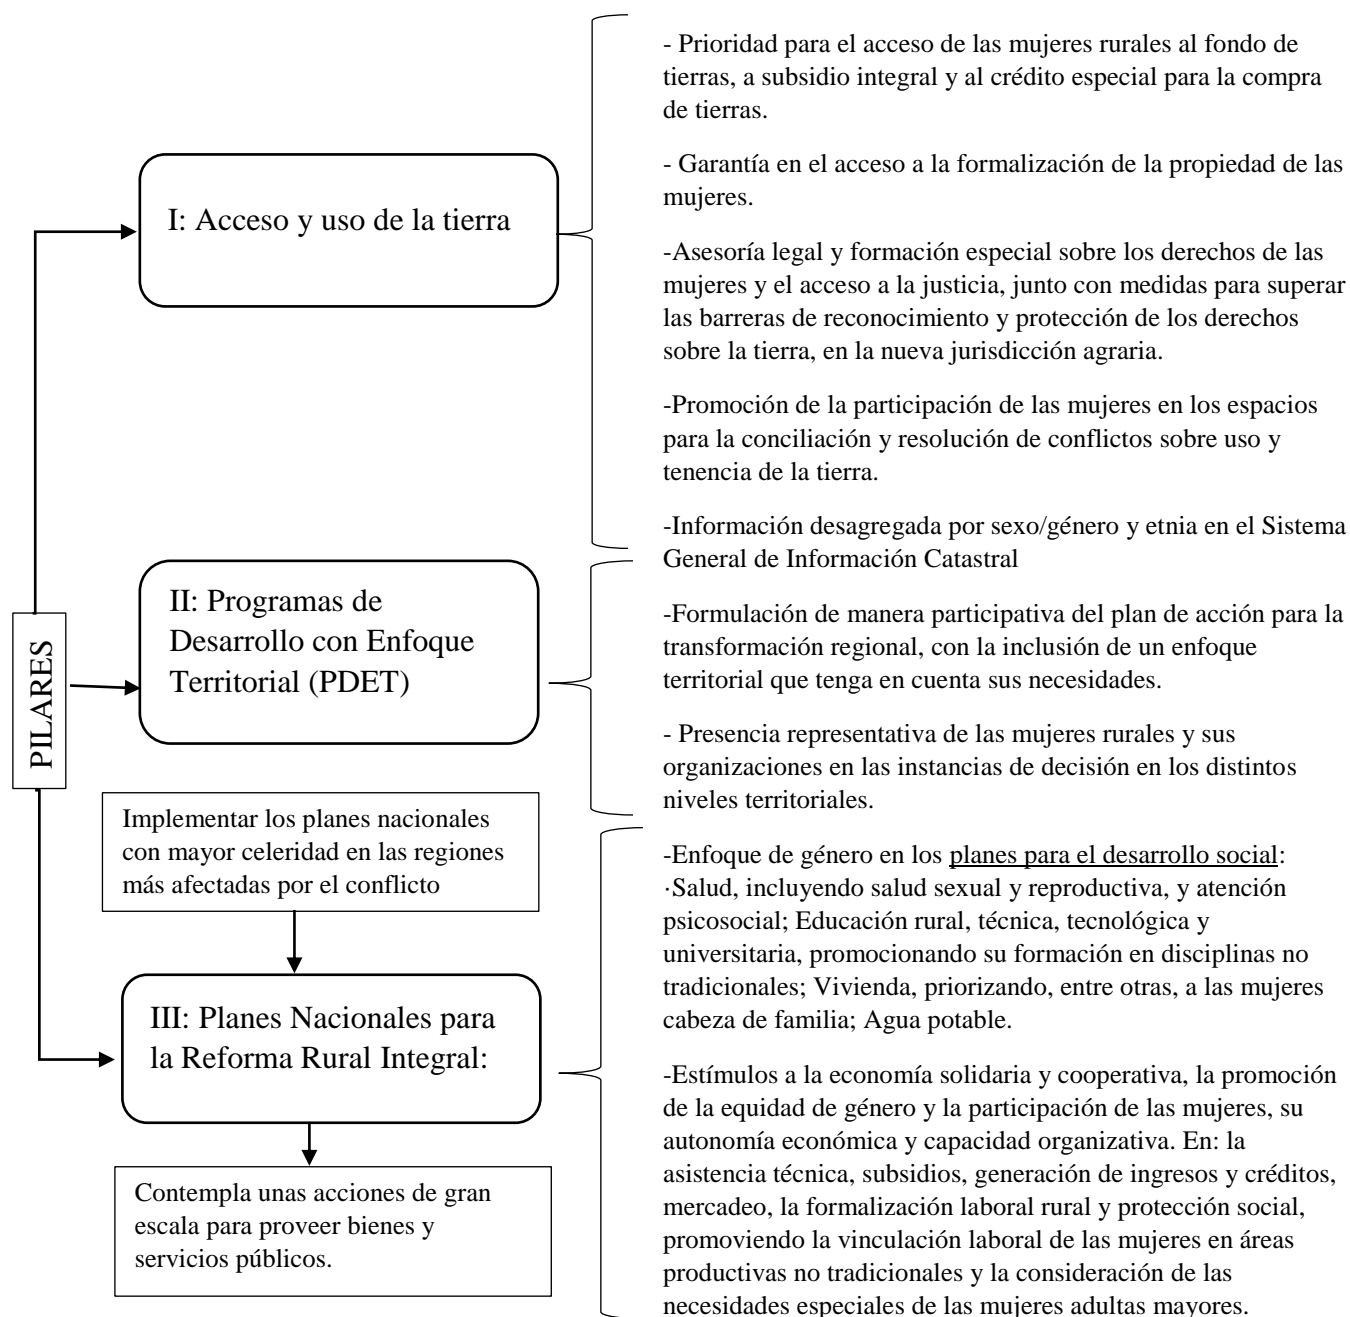 PILARES
I: Acceso y uso de la tierra
- Prioridad para el acceso de las mujeres rurales al fondo de
tierras, a subsidio integral y al crédito especial para la compra
de tierras.
- Garantía en el acceso a la formalización de la propiedad de las
mujeres.
-Asesoría legal y formación especial sobre los derechos de las
mujeres y el acceso a la justicia, junto con medidas para superar
las barreras de reconocimiento y protección de los derechos
sobre la tierra, en la nueva jurisdicción agraria.
-Promoción de la participación de las mujeres en los espacios
para la conciliación y resolución de conflictos sobre uso y
tenencia de la tierra.
-Información desagregada por sexo/género y etnia en el Sistema
General de Información Catastral
II: Programas de
Desarrollo con Enfoque
Territorial (PDET)
-Formulación de manera participativa del plan de acción para la
transformación regional, con la inclusión de un enfoque
territorial que tenga en cuenta sus necesidades.
- Presencia representativa de las mujeres rurales y sus
organizaciones en las instancias de decisión en los distintos
niveles territoriales.
Implementar los planes nacionales
con mayor celeridad en las regiones
más afectadas por el conflicto
III: Planes Nacionales para
la Reforma Rural Integral:
Contempla unas acciones de gran
escala para proveer bienes y
servicios públicos.
-Enfoque de género en los planes para el desarrollo social:
·Salud, incluyendo salud sexual y reproductiva, y atención
psicosocial; Educación rural, técnica, tecnológica y
universitaria, promocionando su formación en disciplinas no
tradicionales; Vivienda, priorizando, entre otras, a las mujeres
cabeza de familia; Agua potable.
-Estímulos a la economía solidaria y cooperativa, la promoción
de la equidad de género y la participación de las mujeres, su
autonomía económica y capacidad organizativa. En: la
asistencia técnica, subsidios, generación de ingresos y créditos,
mercadeo, la formalización laboral rural y protección social,
promoviendo la vinculación laboral de las mujeres en áreas
productivas no tradicionales y la consideración de las
necesidades especiales de las mujeres adultas mayores.